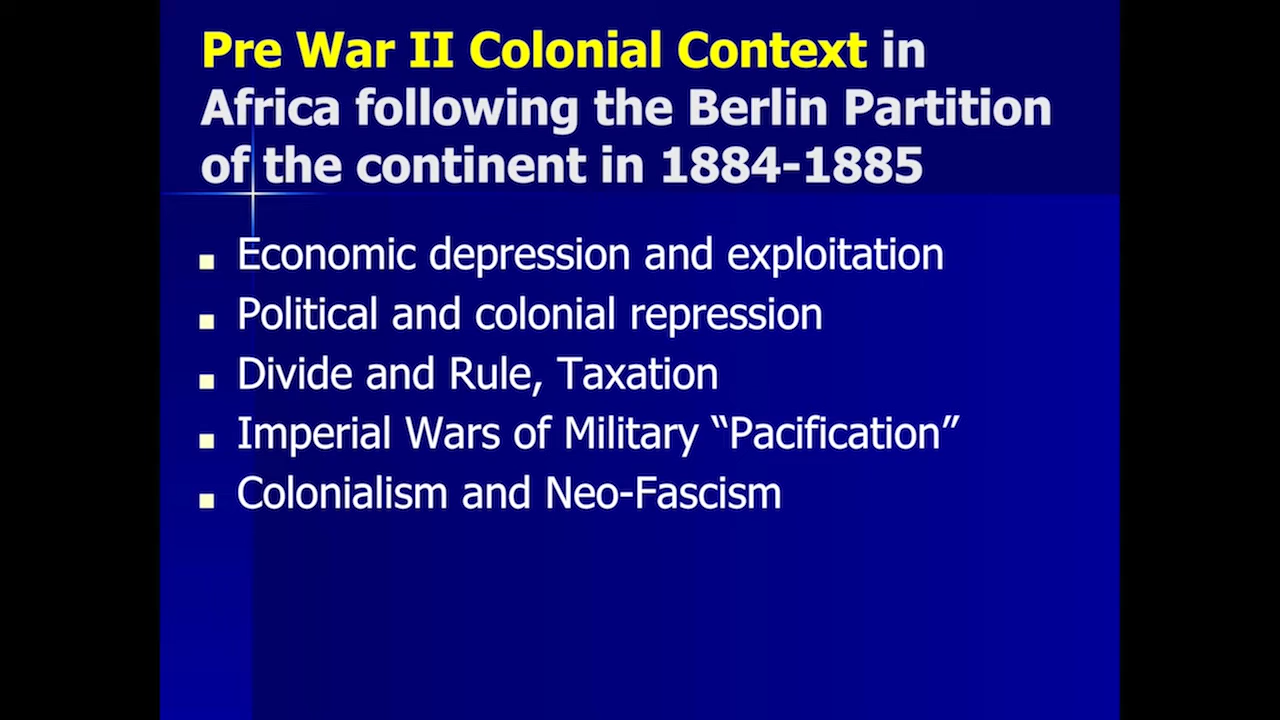 Pre War II Colonial Context in
Africa following the Berlin Partition
of the continent in 1884-1885
Economic depression and exploitation
Political and colonial repression
Divide and Rule, Taxation
Imperial Wars of Military “Pacification”
Colonialism and Neo-Fascism